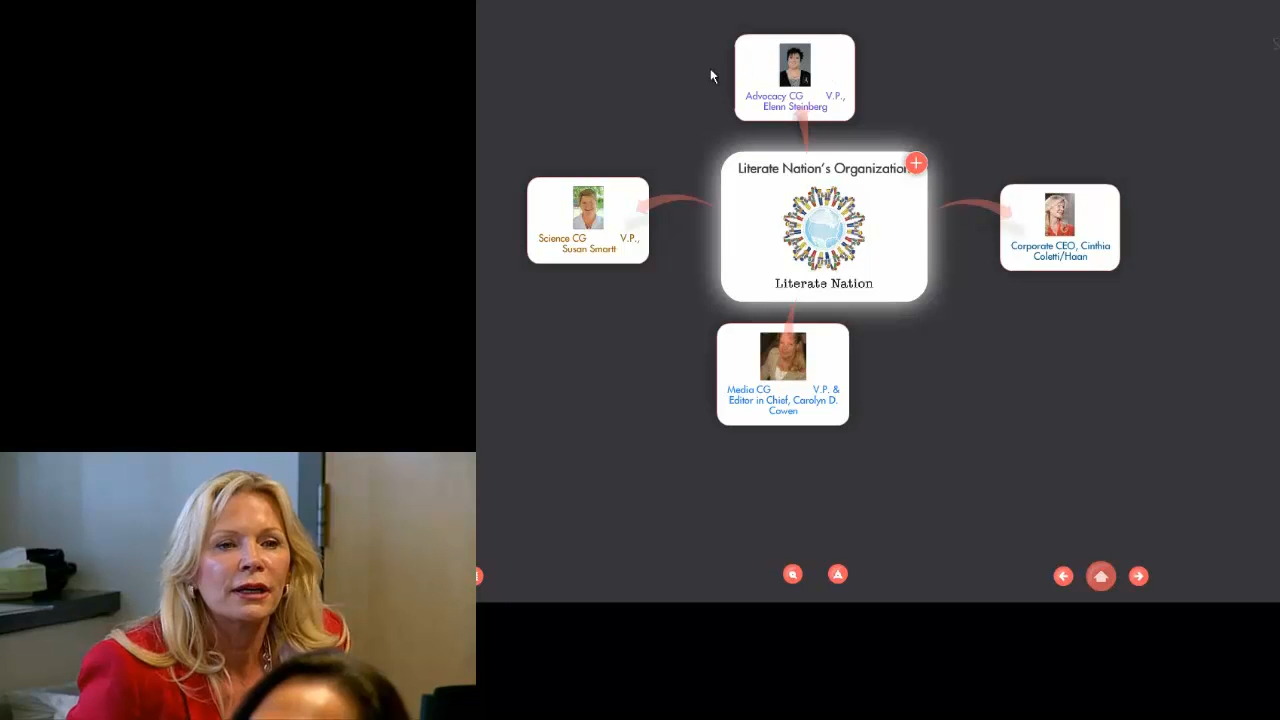 Advocacy CG V.P.,
Elenn Steinberg
Literate Nation's Organization
Science CG V.P.,
Susan Smartt
Corporate CEO, Cinthia
Coletti/Haan
Literate Nation
Media CG V.P. &
Editor in Chief, Carolyn D.
Cowen